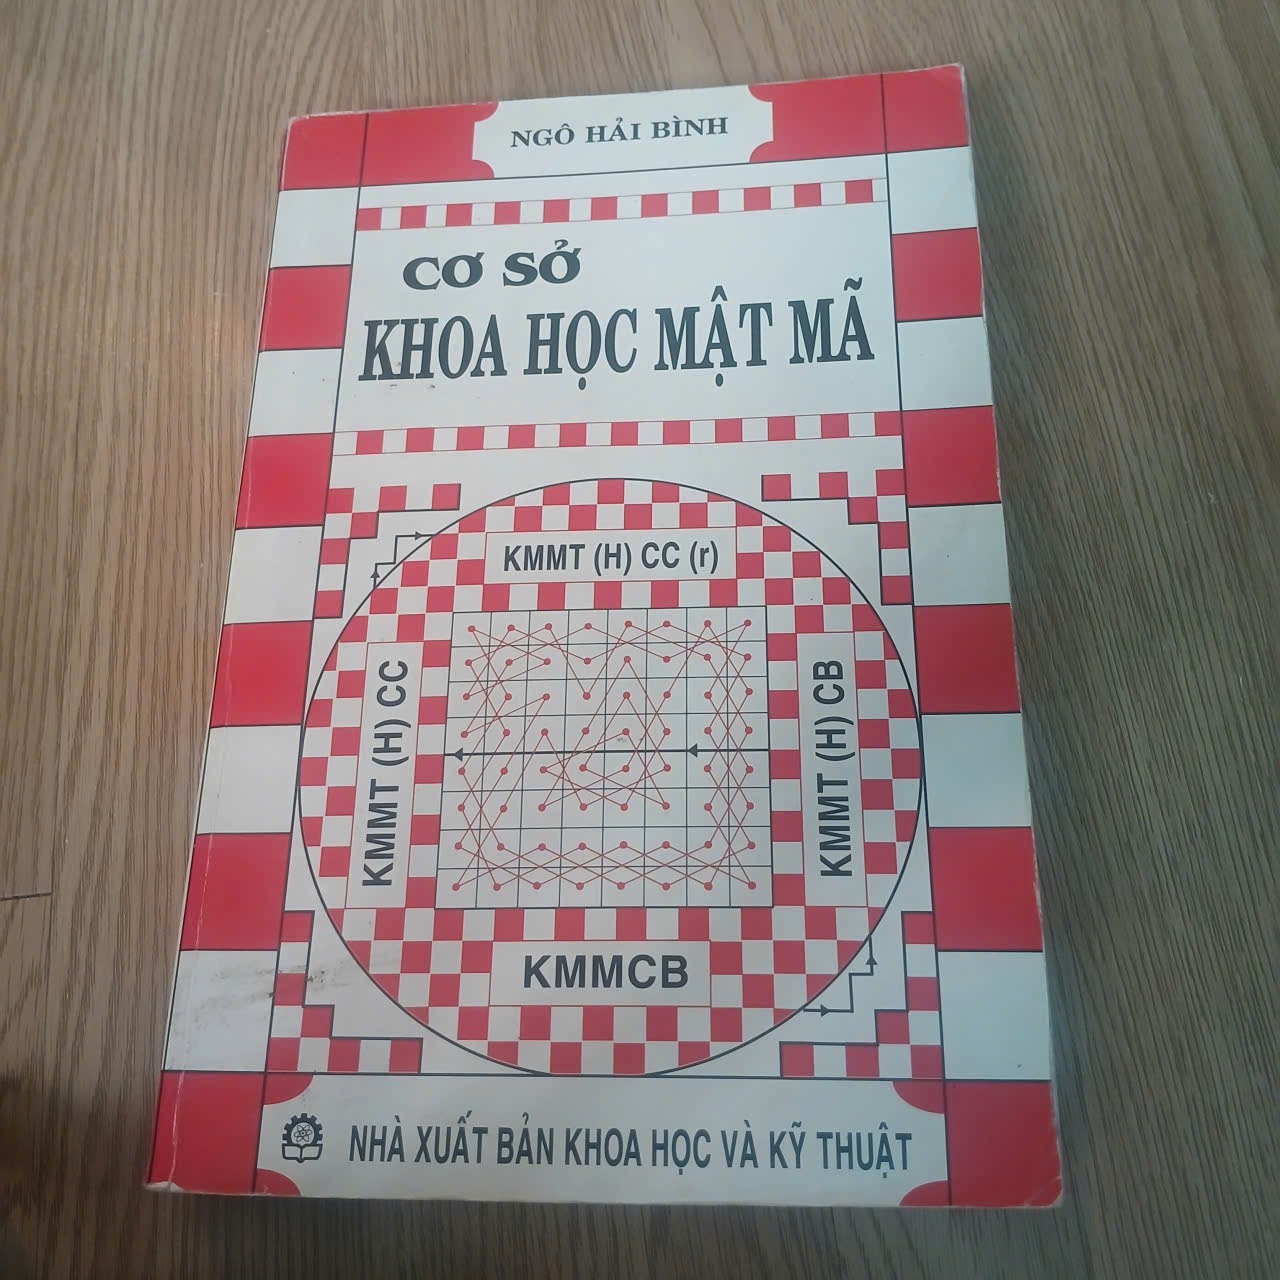 NGÔ HẢI BÌNH
CƠ SỞ
KHOA HỌC MẬT MÃ
KMMT (H) CC (r)
KMMT (H) CC
KMMT (H) CB
KMMCB
NHÀ XUẤT BẢN KHOA HỌC VÀ KỸ THUẬT